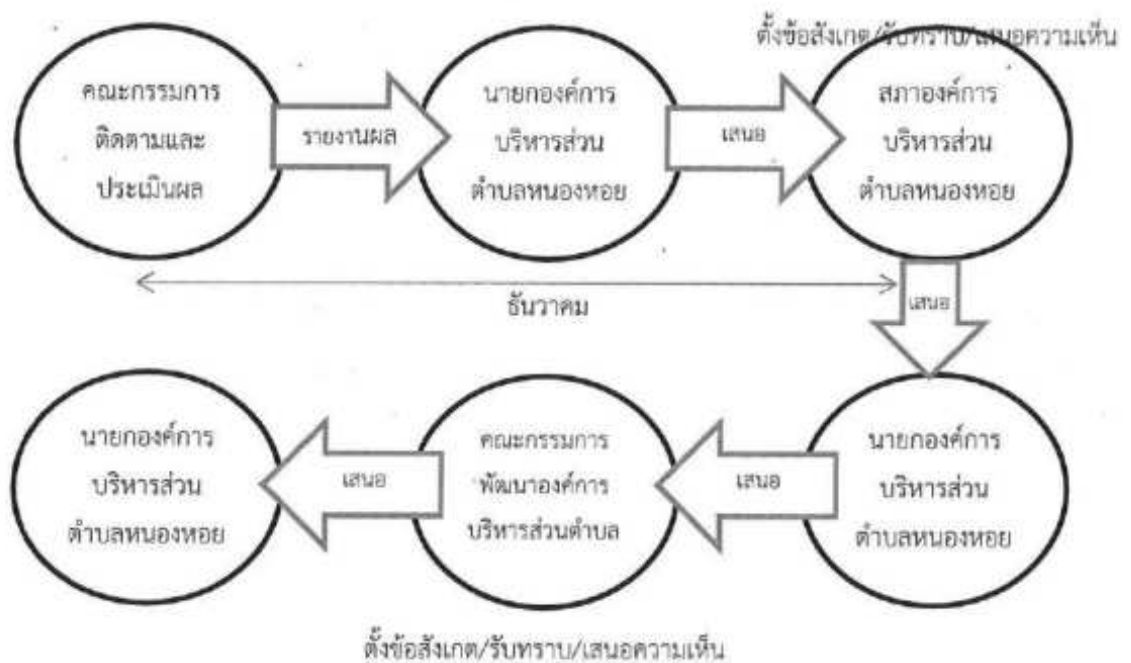 ตั้งข้อสังเกต/รับทราบ/เสนอความเห็น
คณะกรรมการ
ติดตามและ
ประเมินผล
รายงานผล
นายกองค์การ
บริหารส่วน
ตำบลหนองหอย
เสนอ
สภาองค์การ
บริหารส่วน
ตำบลหนองหอย
ธันวาคม
เสนอ
นายกองค์การ
บริหารส่วน
ตำบลหนองหอย
เสนอ
คณะกรรมการ
พัฒนาองค์การ
บริหารส่วนตำบล
เสนอ
นายกองค์การ
บริหารส่วน
ตำบลหนองหอย
ตั้งข้อสังเกต/รับทราบ/เสนอความเห็น